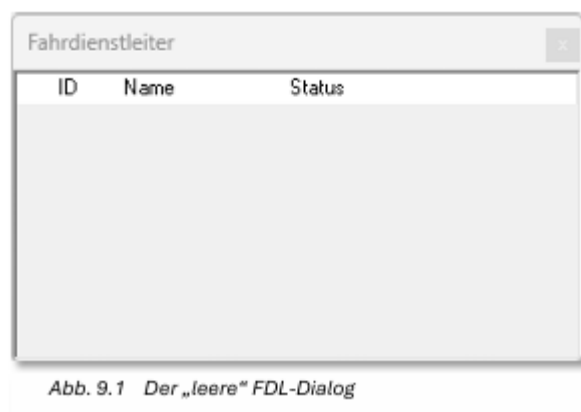 Fahrdienstleiter x
ID Name Status
Abb. 9.1 Der „leere“ FDL-Dialog